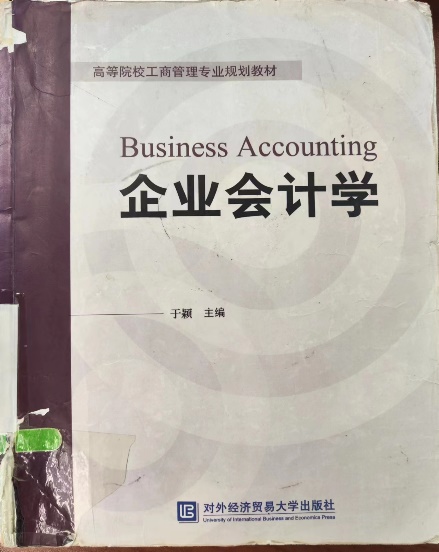 高等院校工商管理专业规划教材
Business Accounting
企业会计学
于颖 主编
对外经济贸易大学出版社
University of International Business and Economics Press